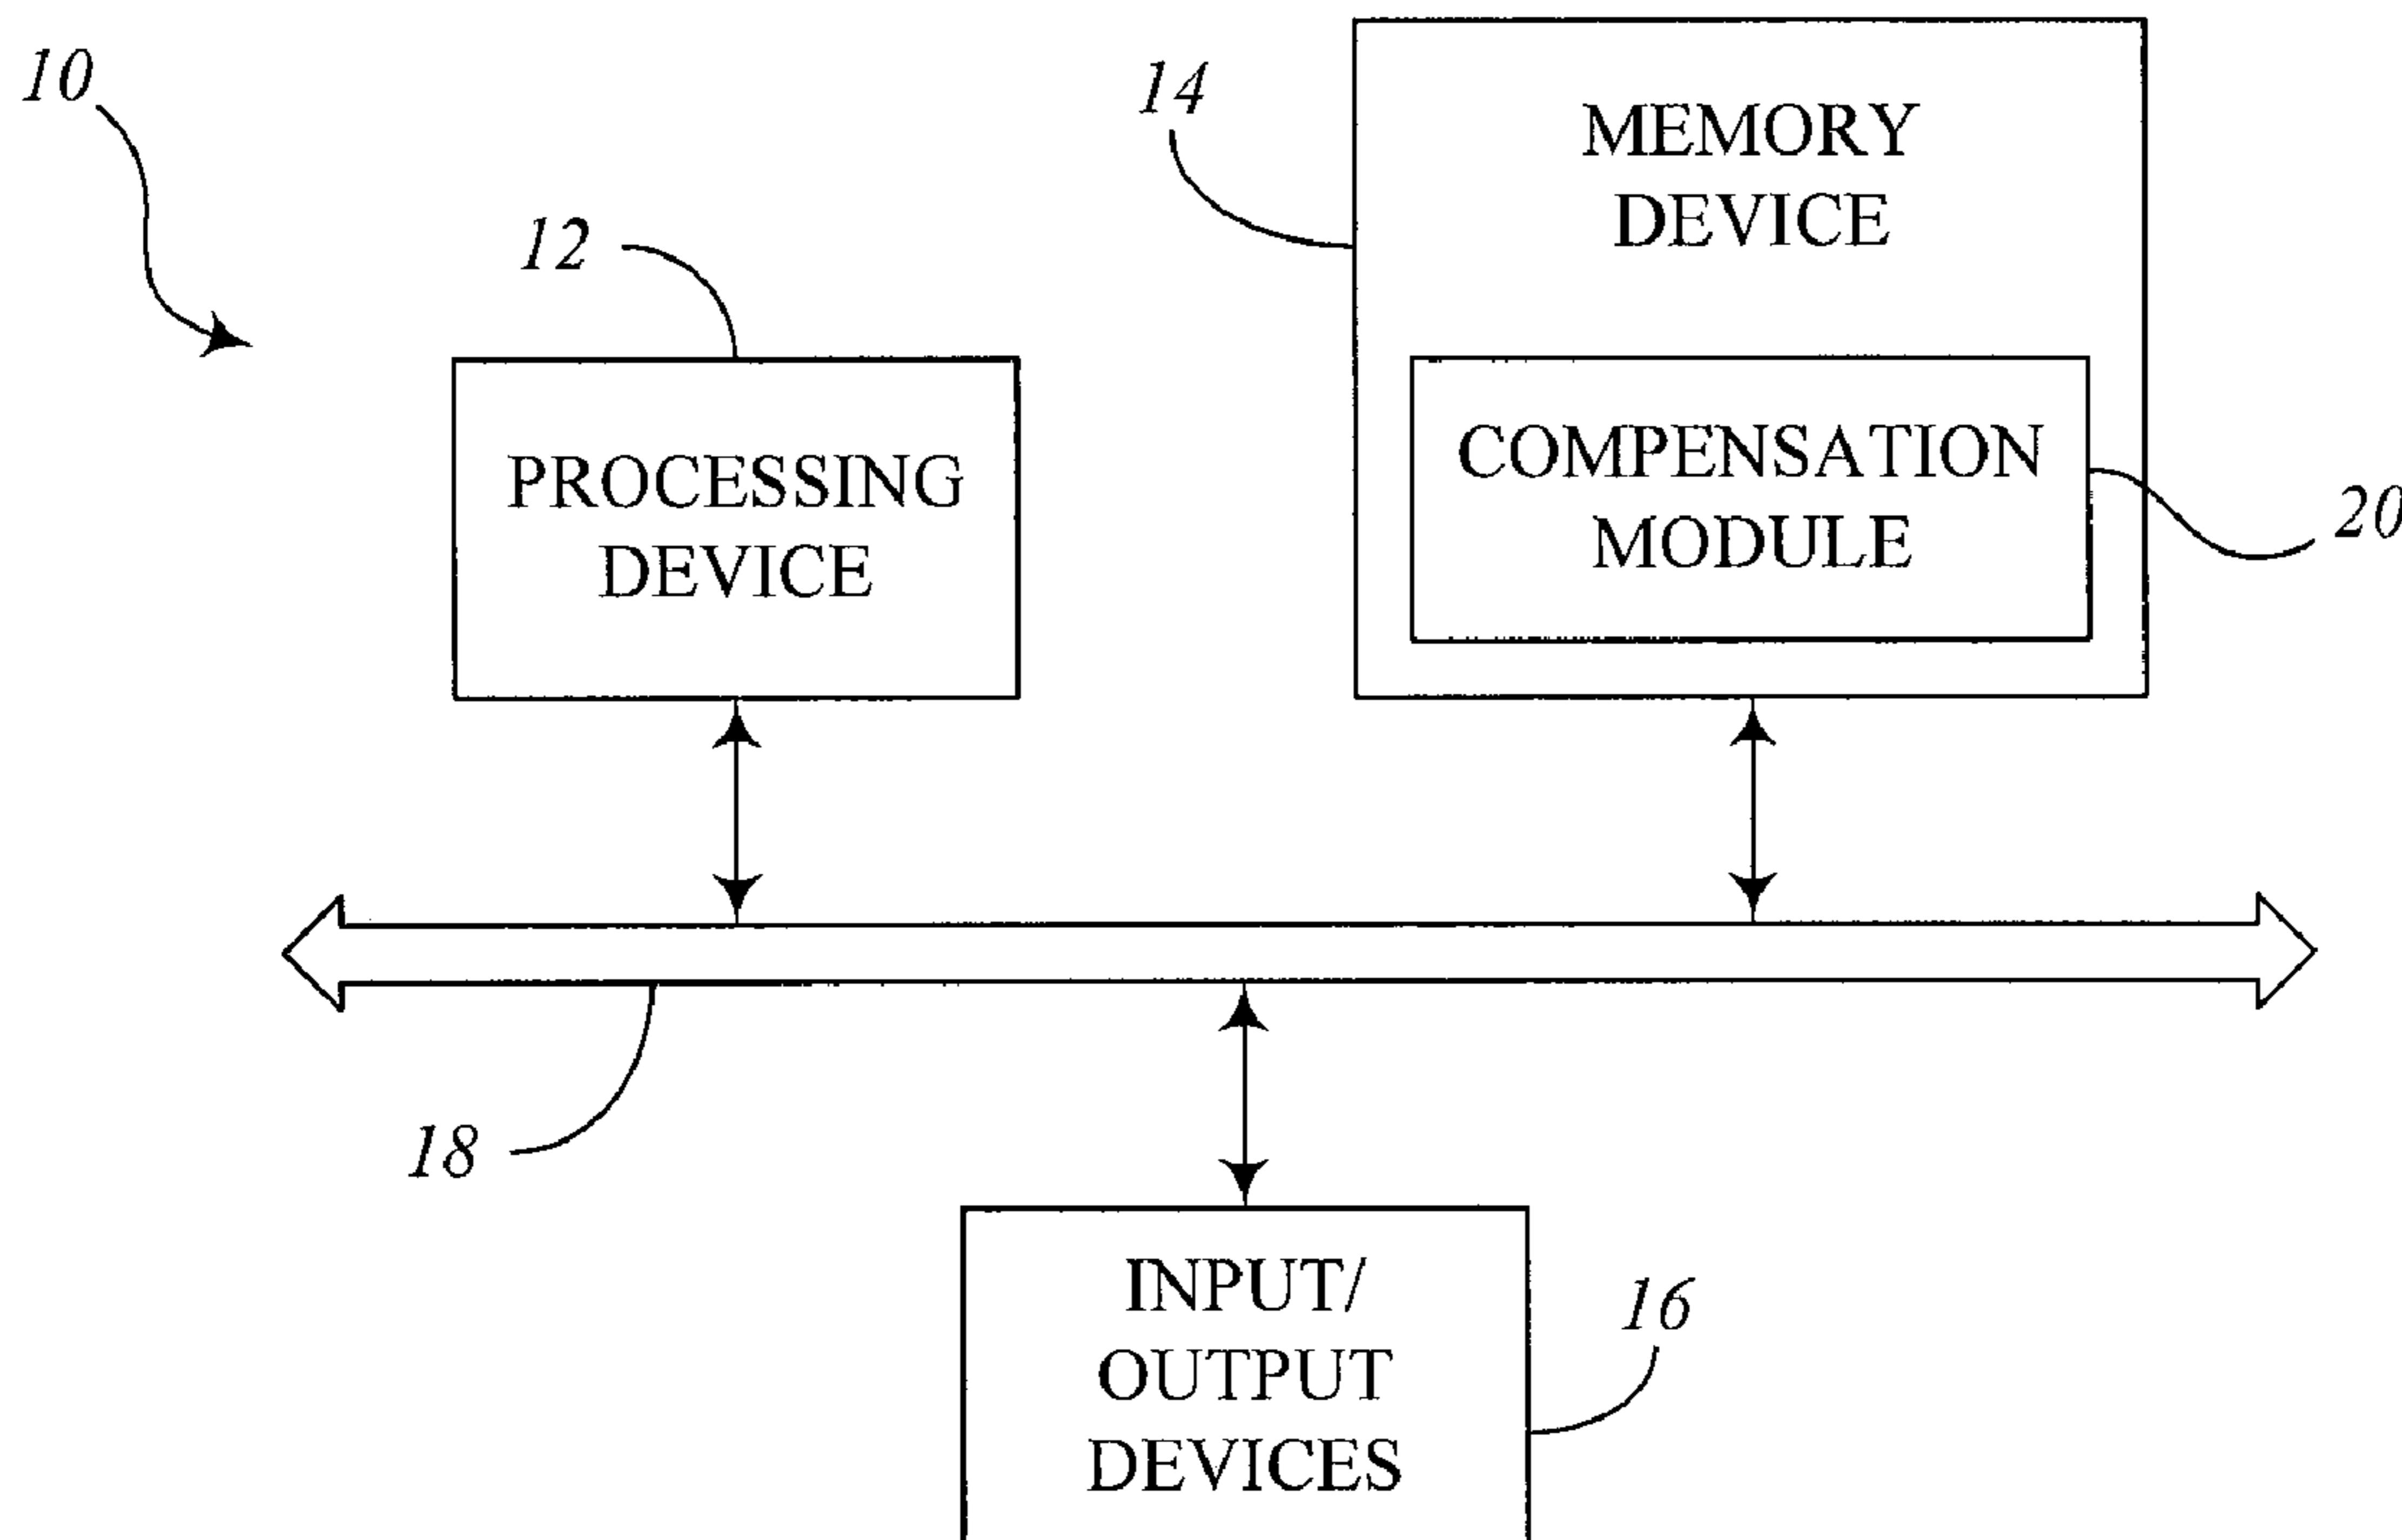 10
14
MEMORY
DEVICE
12
PROCESSING
DEVICE
COMPENSATION
MODULE
20
18
INPUT/
OUTPUT
DEVICES
16